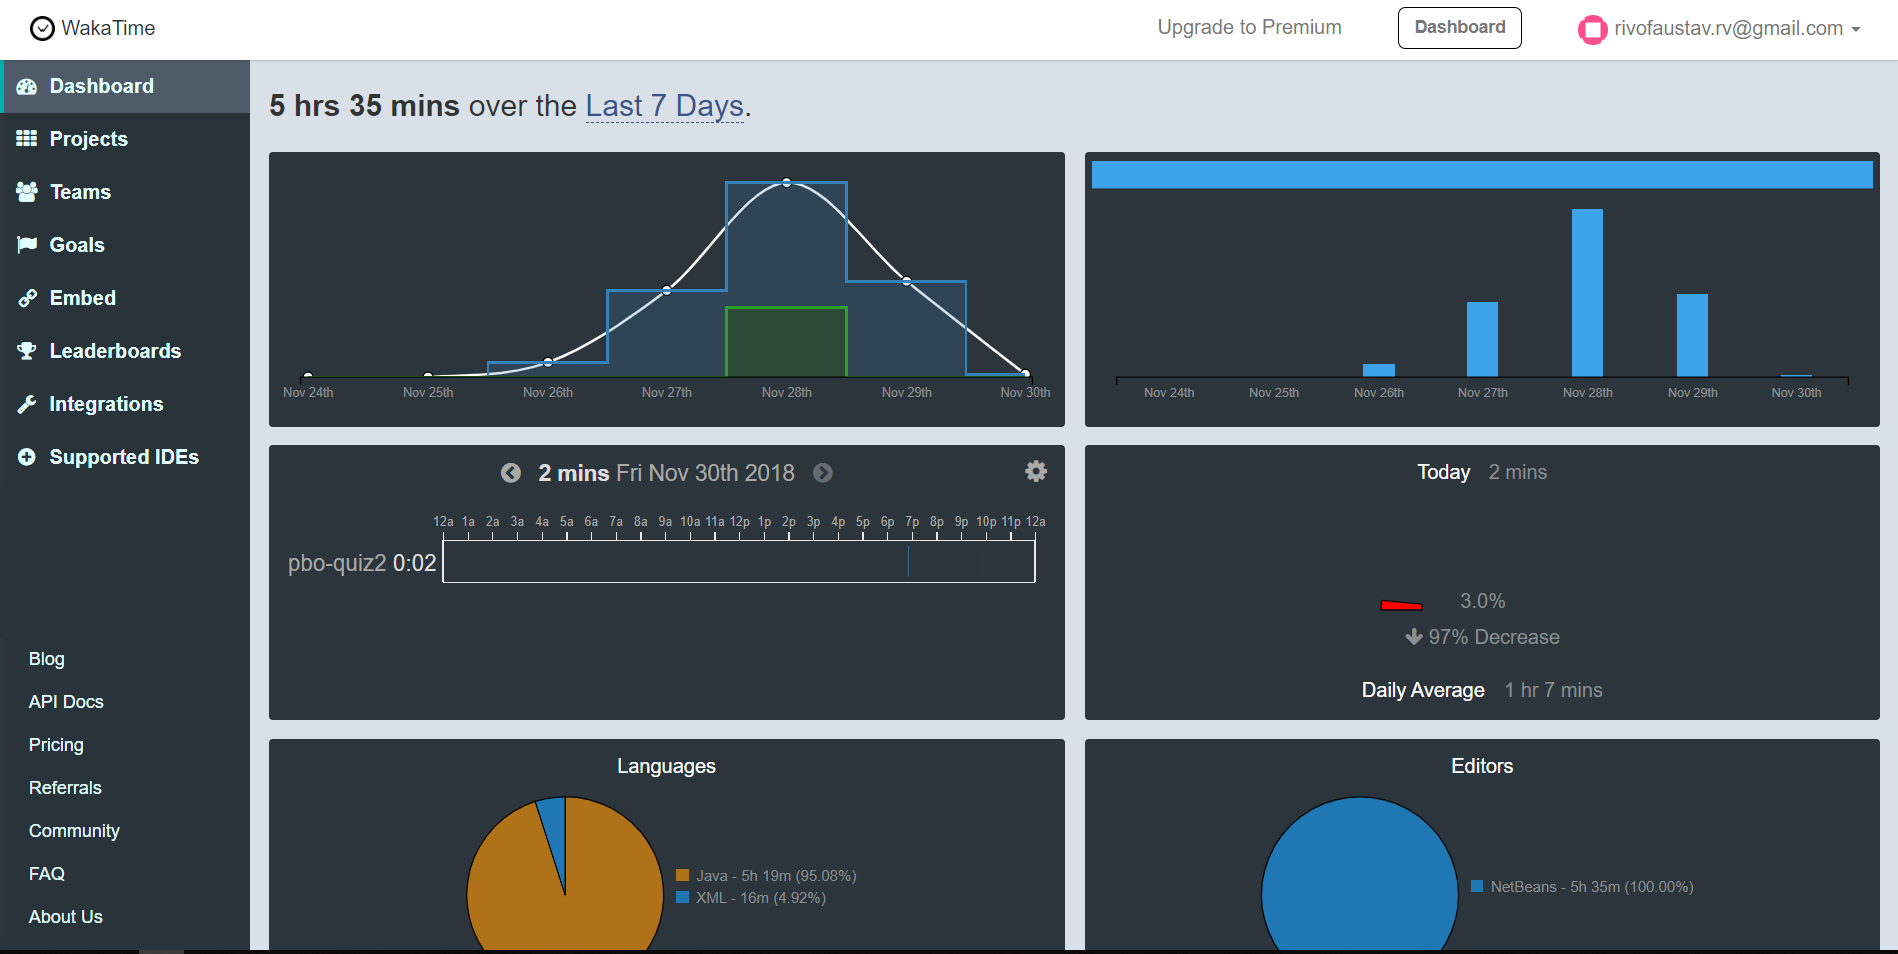 WakaTime
Upgrade to Premium
Dashboard
rivofaustav.rv@gmail.com
Dashboard
Projects
Teams
Goals
Embed
Leaderboards
Integrations
Supported IDEs
Blog
API Docs
Pricing
Referrals
Community
FAQ
About Us
5 hrs 35 mins over the Last 7 Days.
Nov 24th Nov 25th Nov 26th Nov 27th Nov 28th Nov 29th Nov 30th
Nov 24th Nov 25th Nov 26th Nov 27th Nov 28th Nov 29th Nov 30th
2 mins Fri Nov 30th 2018
12a 1a 2a 3a 4a 5a 6a 7a 8a 9a 10a 11a 12p 1p 2p 3p 4p 5p 6p 7p 8p 9p 10p 11p 12a
pbo-quiz2 0:02
Today 2 mins
3.0%
97% Decrease
Daily Average 1 hr 7 mins
Languages
Java - 5h 19m (95.08%)
XML - 16m (4.92%)
Editors
NetBeans - 5h 35m (100.00%)